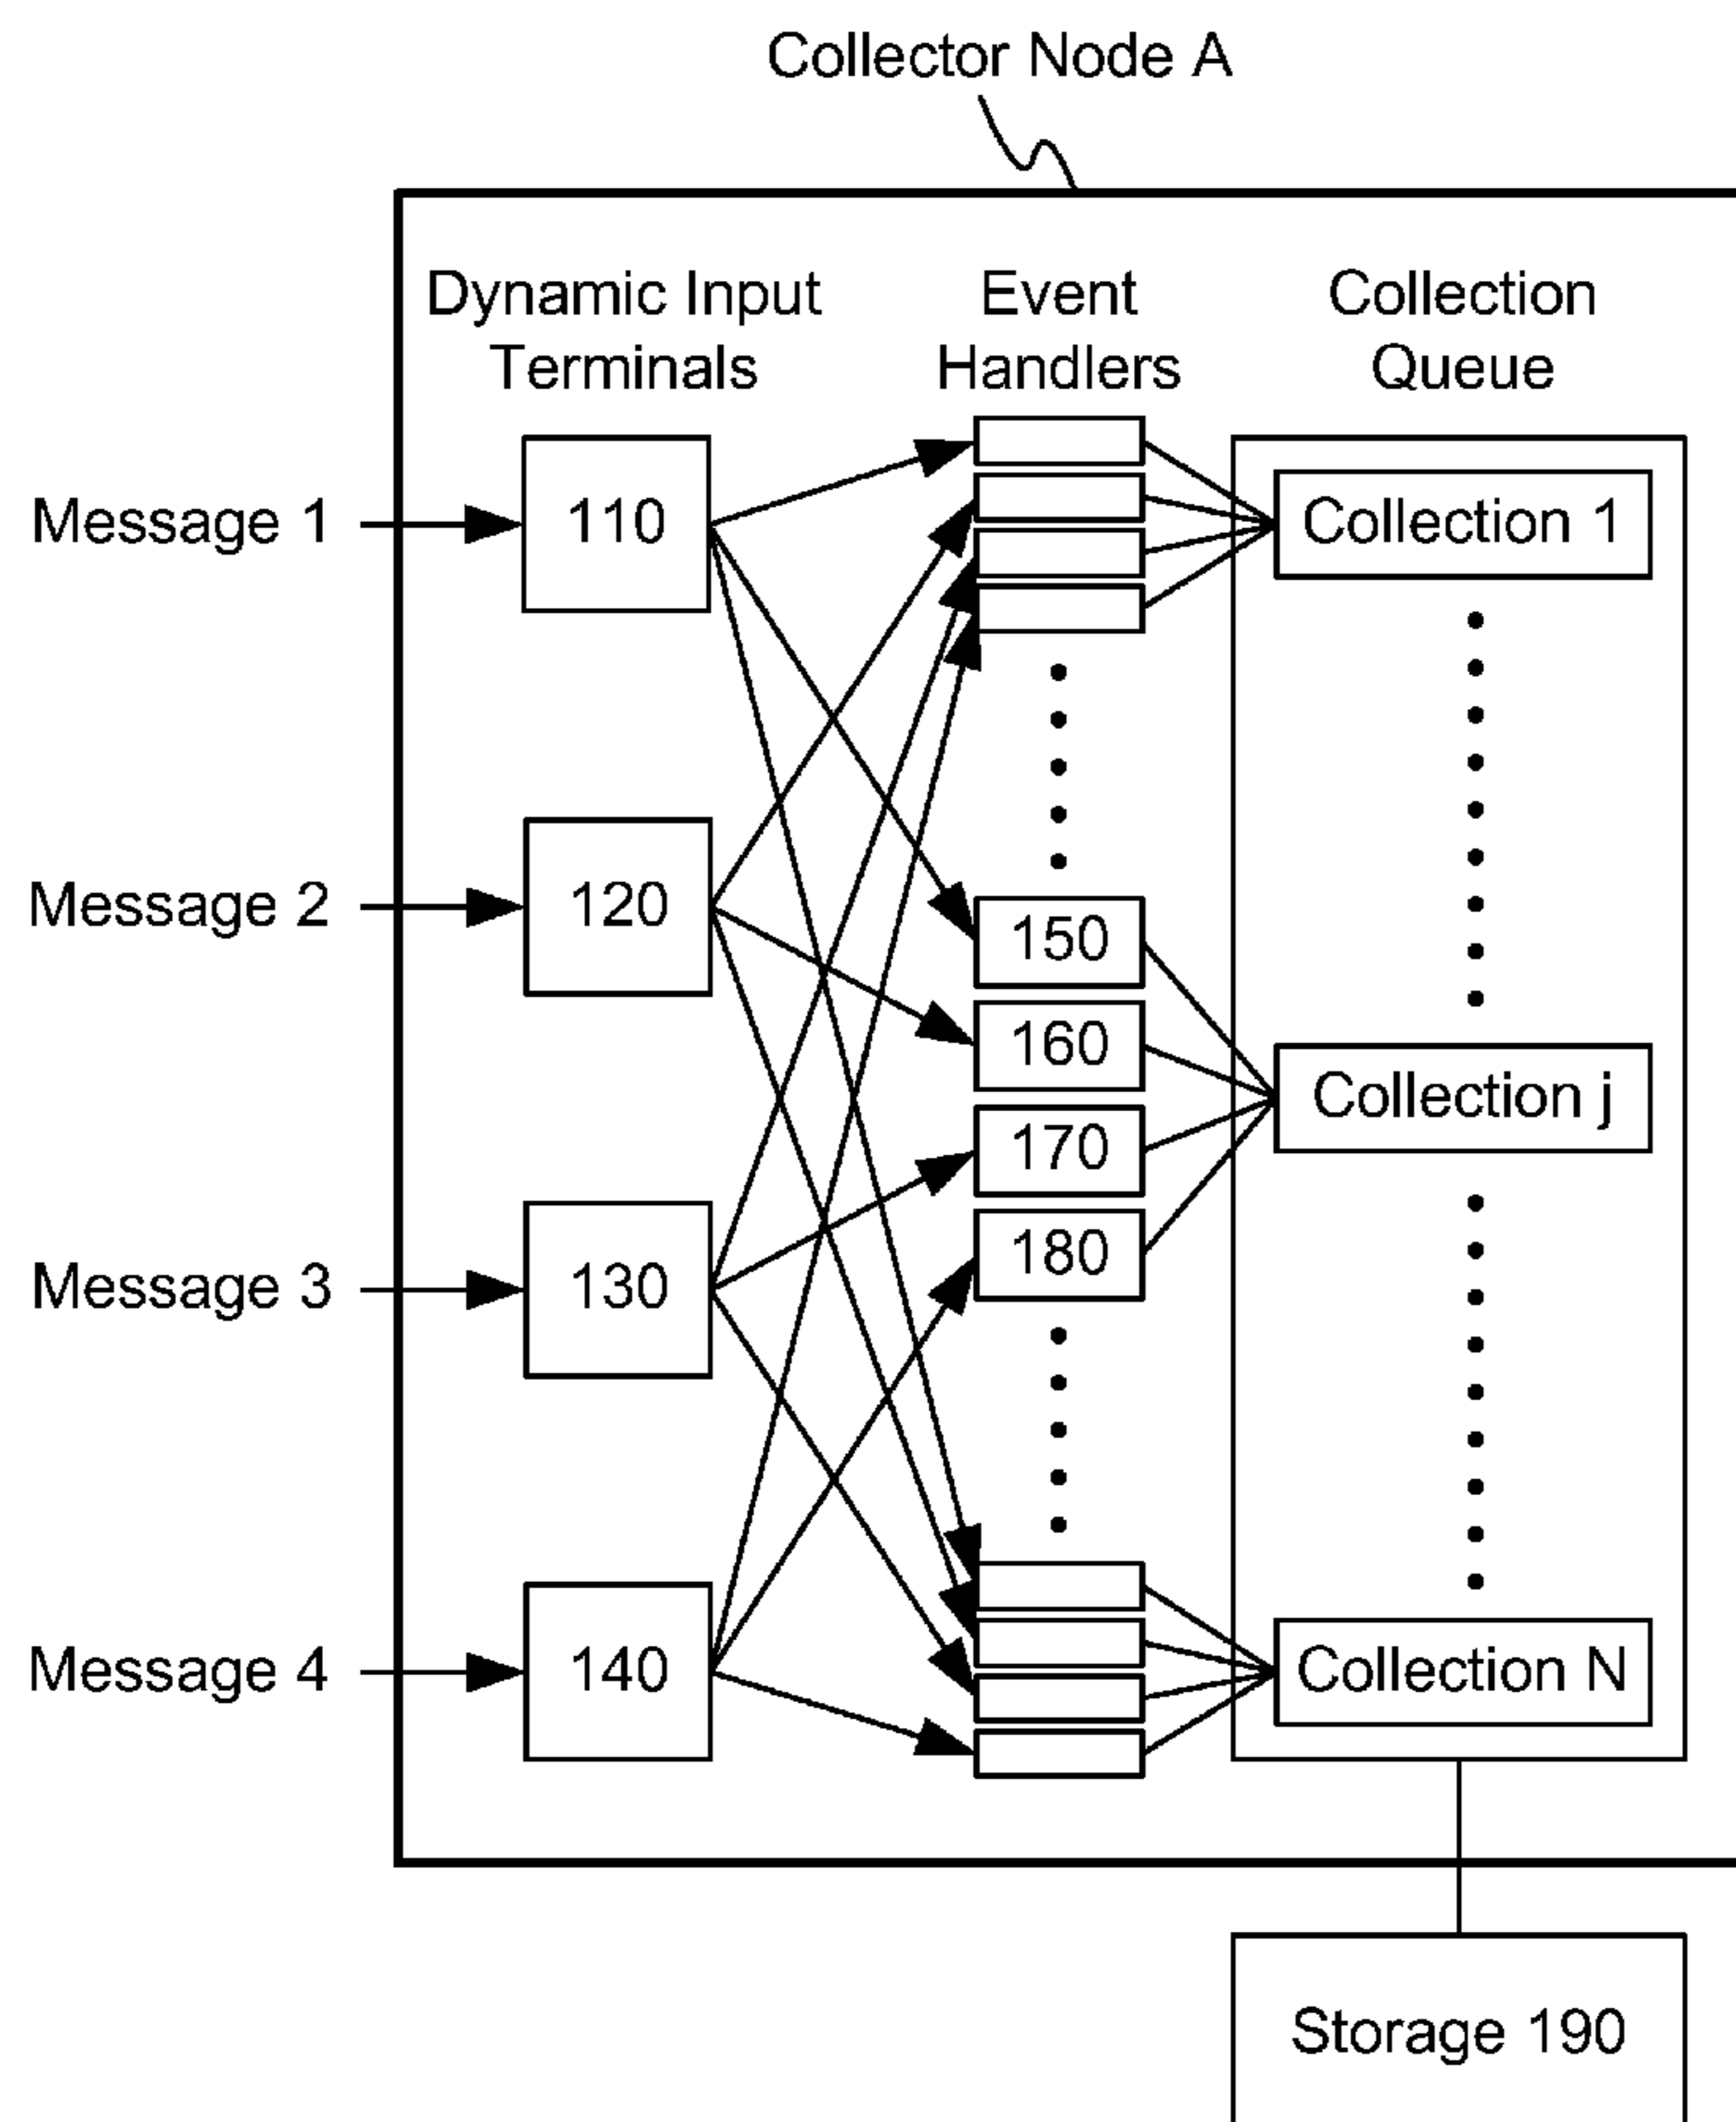 Collector Node A
Dynamic Input
Terminals
Event
Handlers
Collection
Queue
Message 1
110
Collection 1
Message 2
120
150
160
Collection j
170
Message 3
130
180
Message 4
140
Collection N
Storage 190